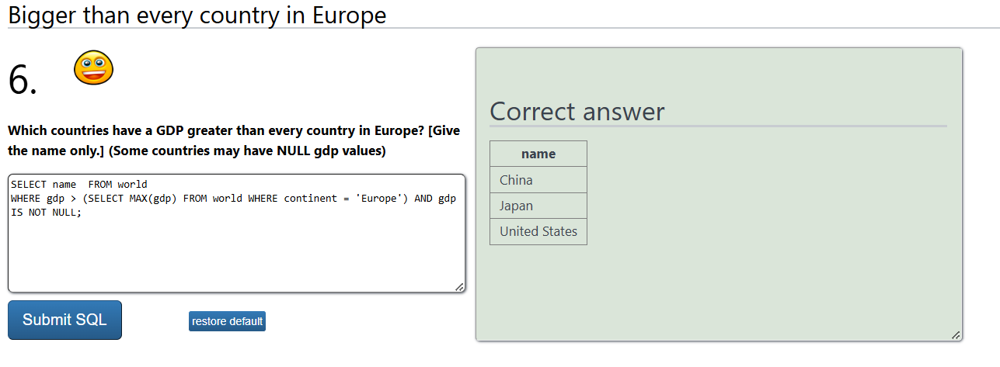 Bigger than every country in Europe
6.
Which countries have a GDP greater than every country in Europe? [Give
the name only.] (Some countries may have NULL gdp values)
SELECT name  FROM world
WHERE gdp > (SELECT MAX(gdp) FROM world WHERE continent = 'Europe') AND gdp
IS NOT NULL;
Submit SQL
restore default
Correct answer
name
China
Japan
United States